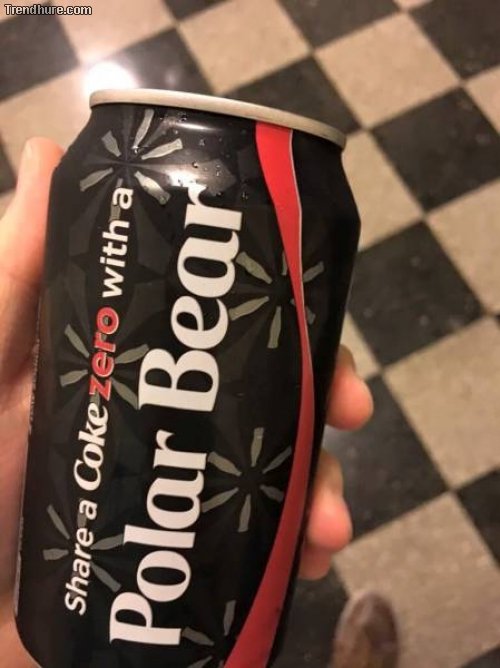 Trendhure.com
Share a Coke zero with a
Polar Bear